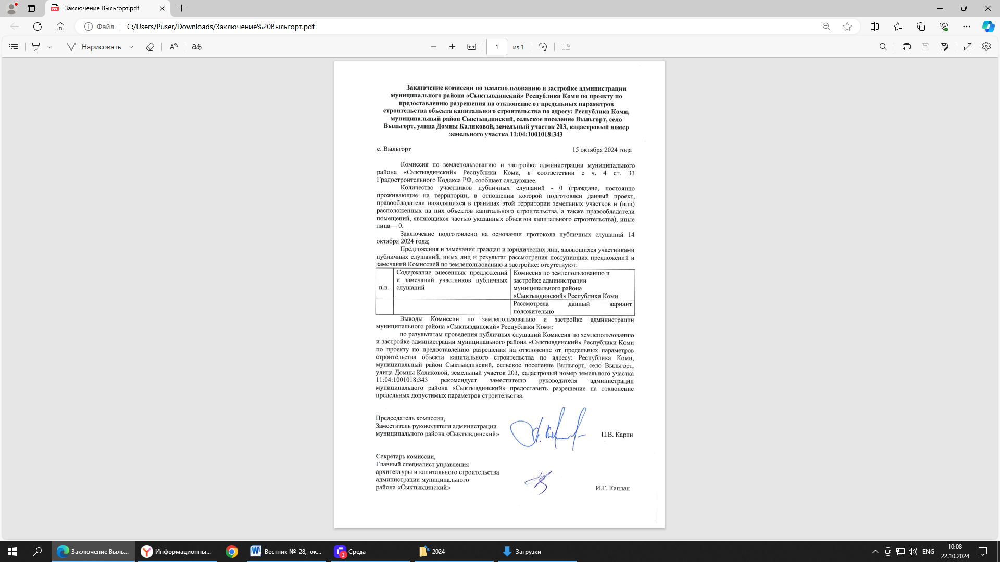 Заключение Выльгорт.pdf
Файл
C:/Users/Puser/Downloads/Заключение%20Выльгорт.pdf
Нарисовать
1 из 1
Заключение комиссии по землепользованию и застройке администрации
муниципального района «Сыктывдинский» Республики Коми по проекту по
предоставлению разрешения на отклонение от предельных параметров
строительства объекта капитального строительства по адресу: Республика Коми,
муниципальный район Сыктывдинский, сельское поселение Выльгорт, село
Выльгорт, улица Домны Каликовой, земельный участок 203, кадастровый номер
земельного участка 11:04:1001018:343
с. Выльгорт 15 октября 2024 года
Комиссия по землепользованию и застройке администрации муниципального
района «Сыктывдинский» Республики Коми, в соответствии с ч. 4 ст. 33
Градостроительного Кодекса РФ, сообщает следующее.
Количество участников публичных слушаний - 0 (граждане, постоянно
проживающие на территории, в отношении которой подготовлен данный проект,
правообладатели находящихся в границах этой территории земельных участков и (или)
расположенных на них объектов капитального строительства, а также правообладатели
помещений, являющихся частью указанных объектов капитального строительства), иные
лица— 0.
Заключение подготовлено на основании протокола публичных слушаний 14
октября 2024 года;
Предложения и замечания граждан и юридических лиц, являющихся участниками
публичных слушаний, иных лиц и результат рассмотрения поступивших предложений и
замечаний Комиссией по землепользованию и застройке: отсутствуют.
п.п.
Содержание внесенных предложений
и замечаний участников публичных
слушаний
Комиссия по землепользованию и
застройке администрации
муниципального района
«Сыктывдинский» Республики Коми
Рассмотрела данный вариант
положительно
Выводы Комиссии по землепользованию и застройке администрации
муниципального района «Сыктывдинский» Республики Коми:
по результатам проведения публичных слушаний Комиссия по землепользованию
и застройке администрации муниципального района «Сыктывдинский» Республики Коми
по проекту по предоставлению разрешения на отклонение от предельных параметров
строительства объекта капитального строительства по адресу: Республика Коми,
муниципальный район Сыктывдинский, сельское поселение Выльгорт, село Выльгорт,
улица Домны Каликовой, земельный участок 203, кадастровый номер земельного участка
11:04:1001018:343 рекомендует заместителю руководителя администрации
муниципального района «Сыктывдинский» предоставить разрешение на отклонение
предельных допустимых параметров строительства.
Председатель комиссии,
Заместитель руководителя администрации
муниципального района «Сыктывдинский» П.В. Карин
Секретарь комиссии,
Главный специалист управления
архитектуры и капитального строительства
администрации муниципального
района «Сыктывдинский» И.Г. Каплан
Заключение Выль...
Информационны...
Вестник № 28, ок...
3
Среда
2024
Загрузки
ENG
10:08
22.10.2024